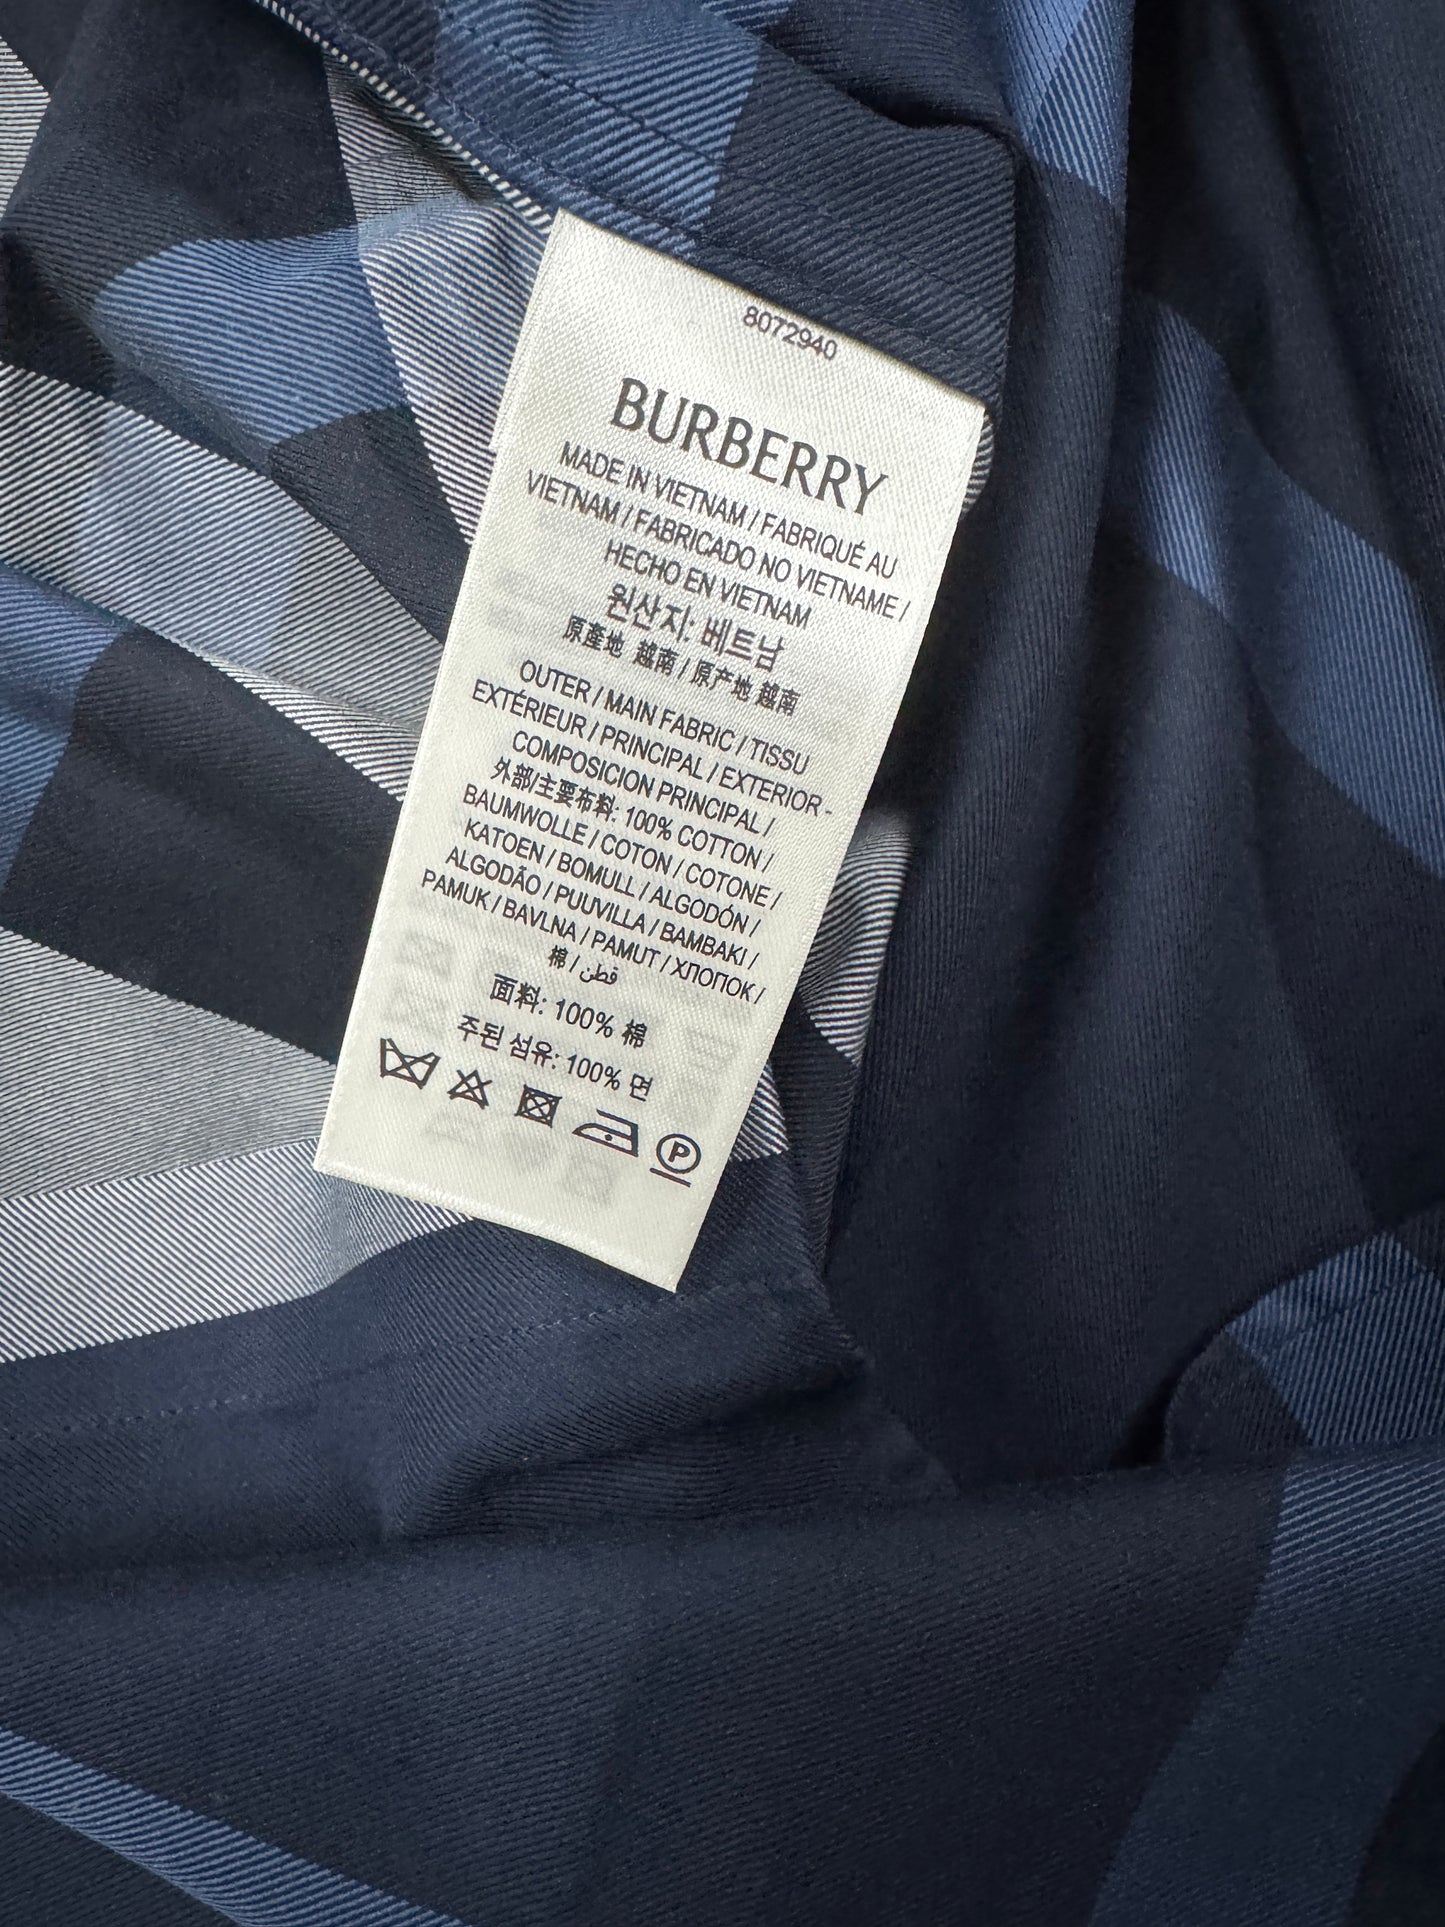 8072940
BURBERRY
MADE IN VIETNAM / FABRIQUÉ AU
VIETNAM / FABRICADO NO VIETNAME /
HECHO EN VIETNAM
원산지: 베트남
原產地 越南 / 原产地 越南
OUTER / MAIN FABRIC / TISSU
EXTÉRIEUR / PRINCIPAL / EXTERIOR -
COMPOSICION PRINCIPAL /
外部/主要布料: 100% COTTON /
BAUMWOLLE / COTON / COTONE /
KATOEN / BOMULL / ALGODÓN /
ALGODÃO / PUUVILLA / BAMBAKI /
PAMUK / BAVLNA / PAMUT / ХЛОПОК /
棉 / قطن
面料: 100% 棉
주된 섬유: 100% 면
P